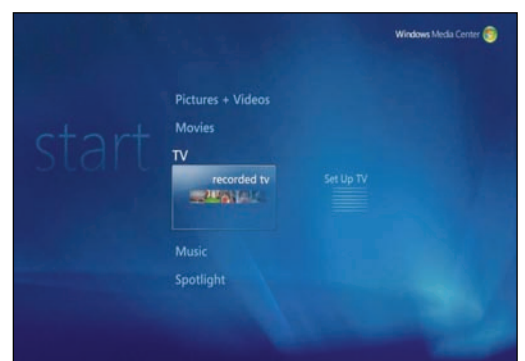 Windows Media Center
Pictures + Videos
Movies
start
TV
recorded tv
Set Up TV
Music
Spotlight